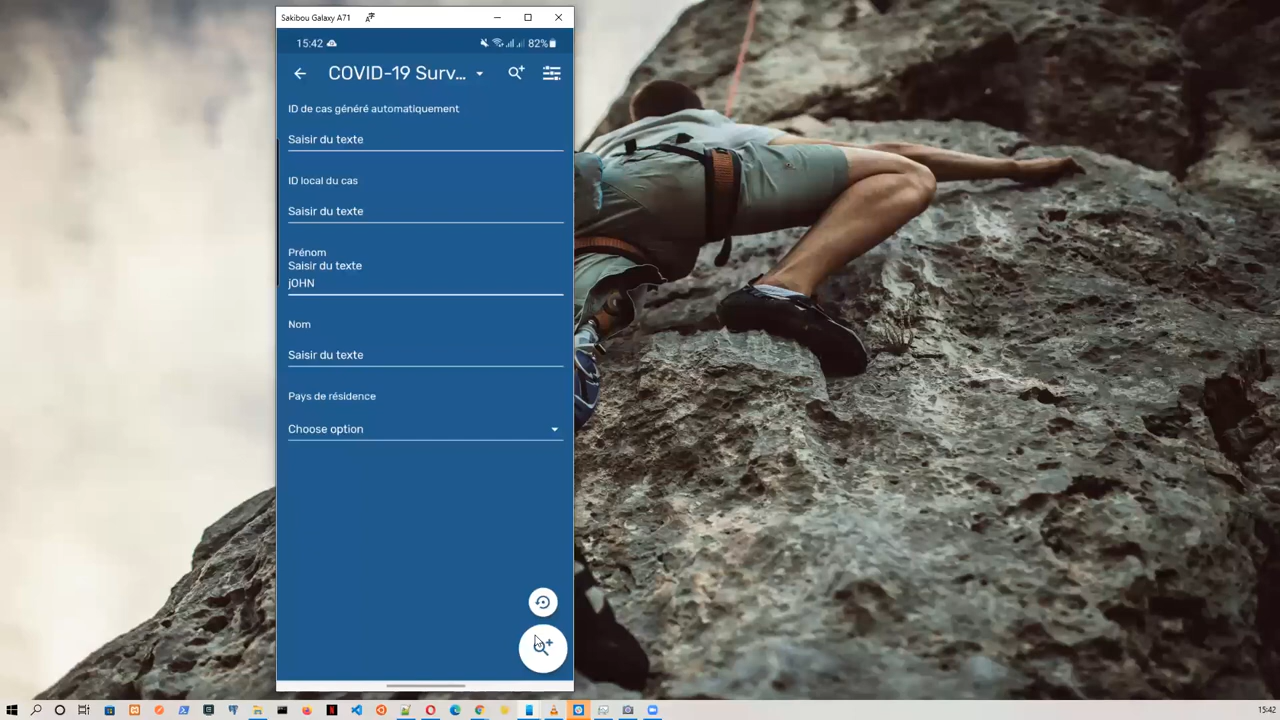 Sakibou Galaxy A71
15:42
82%
COVID-19 Surv...
ID de cas généré automatiquement
Saisir du texte
ID local du cas
Saisir du texte
Prénom
Saisir du texte
jOHN
Nom
Saisir du texte
Pays de résidence
Choose option
15:42